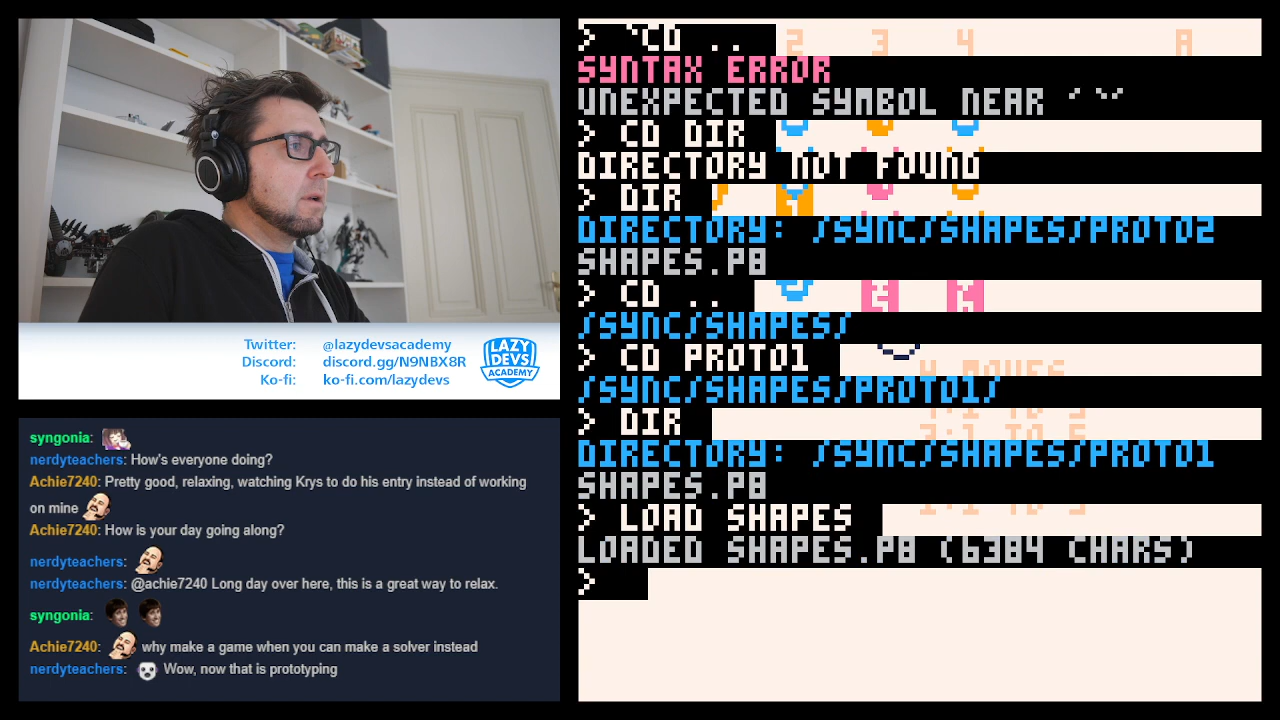 Twitter: @lazydevsacademy
Discord: discord.gg/N9NBX8R
Ko-fi: ko-fi.com/lazydevs
LAZY
DEVS
ACADEMY
syngonia:
nerdyteachers: How's everyone doing?
Achie7240: Pretty good, relaxing, watching Krys to do his entry instead of working
on mine
Achie7240: How is your day going along?
nerdyteachers:
nerdyteachers: @achie7240 Long day over here, this is a great way to relax.
syngonia:
Achie7240: why make a game when you can make a solver instead
nerdyteachers: Wow, now that is prototyping
> `CD ..
2 3 4 A
SYNTAX ERROR
UNEXPECTED SYMBOL NEAR '`'
> CD DIR
DIRECTORY NOT FOUND
> DIR
DIRECTORY: /SYNC/SHAPES/PROTO2
SHAPES.P8
> CD ..
/SYNC/SHAPES/
> CD PROTO1
4 MOVES
/SYNC/SHAPES/PROTO1/
> DIR
DIRECTORY: /SYNC/SHAPES/PROTO1
SHAPES.P8
> LOAD SHAPES
LOADED SHAPES.P8 (6384 CHARS)
>